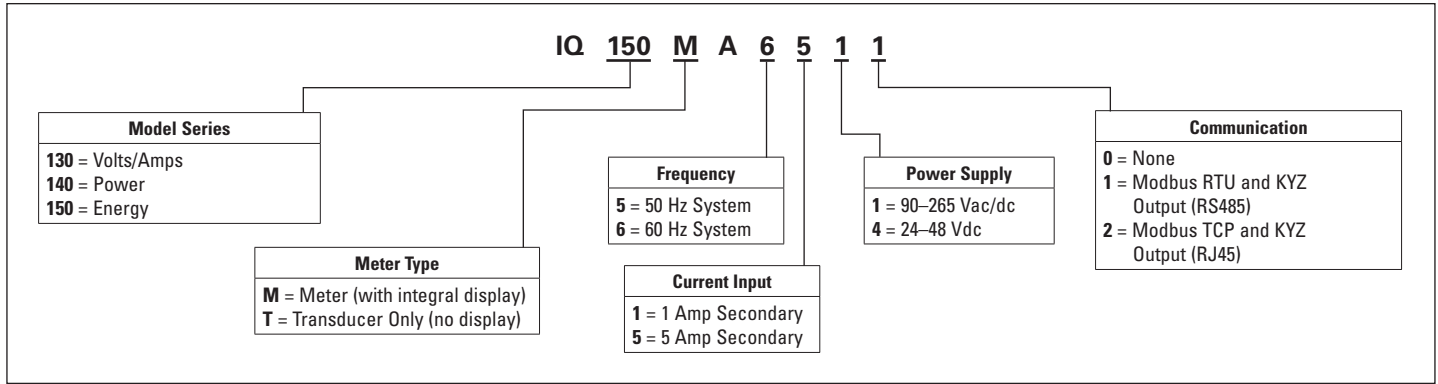 IQ 150 M A 6 5 1 1
Model Series
130 = Volts/Amps
140 = Power
150 = Energy
Meter Type
M = Meter (with integral display)
T = Transducer Only (no display)
Frequency
5 = 50 Hz System
6 = 60 Hz System
Current Input
1 = 1 Amp Secondary
5 = 5 Amp Secondary
Power Supply
1 = 90–265 Vac/dc
4 = 24–48 Vdc
Communication
0 = None
1 = Modbus RTU and KYZ
Output (RS485)
2 = Modbus TCP and KYZ
Output (RJ45)